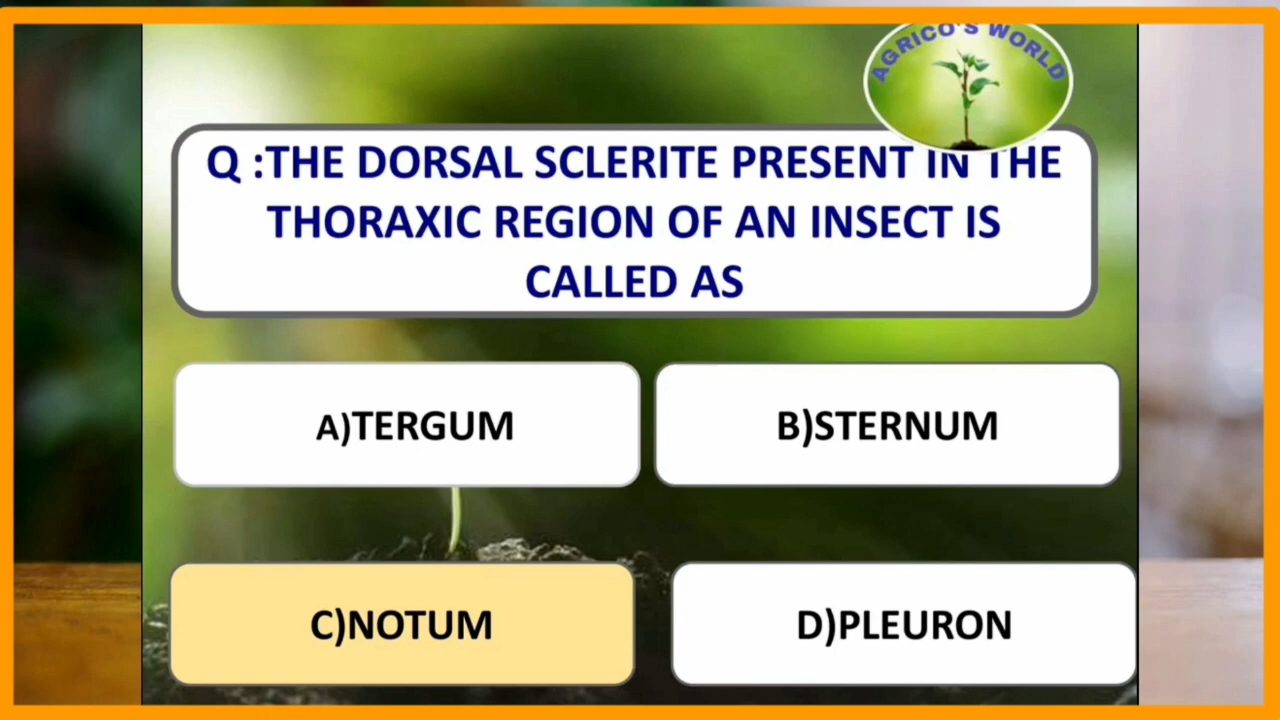 AGRICO'S WORLD
Q :THE DORSAL SCLERITE PRESENT IN THE
THORAXIC REGION OF AN INSECT IS
CALLED AS
A)TERGUM
B)STERNUM
C)NOTUM
D)PLEURON